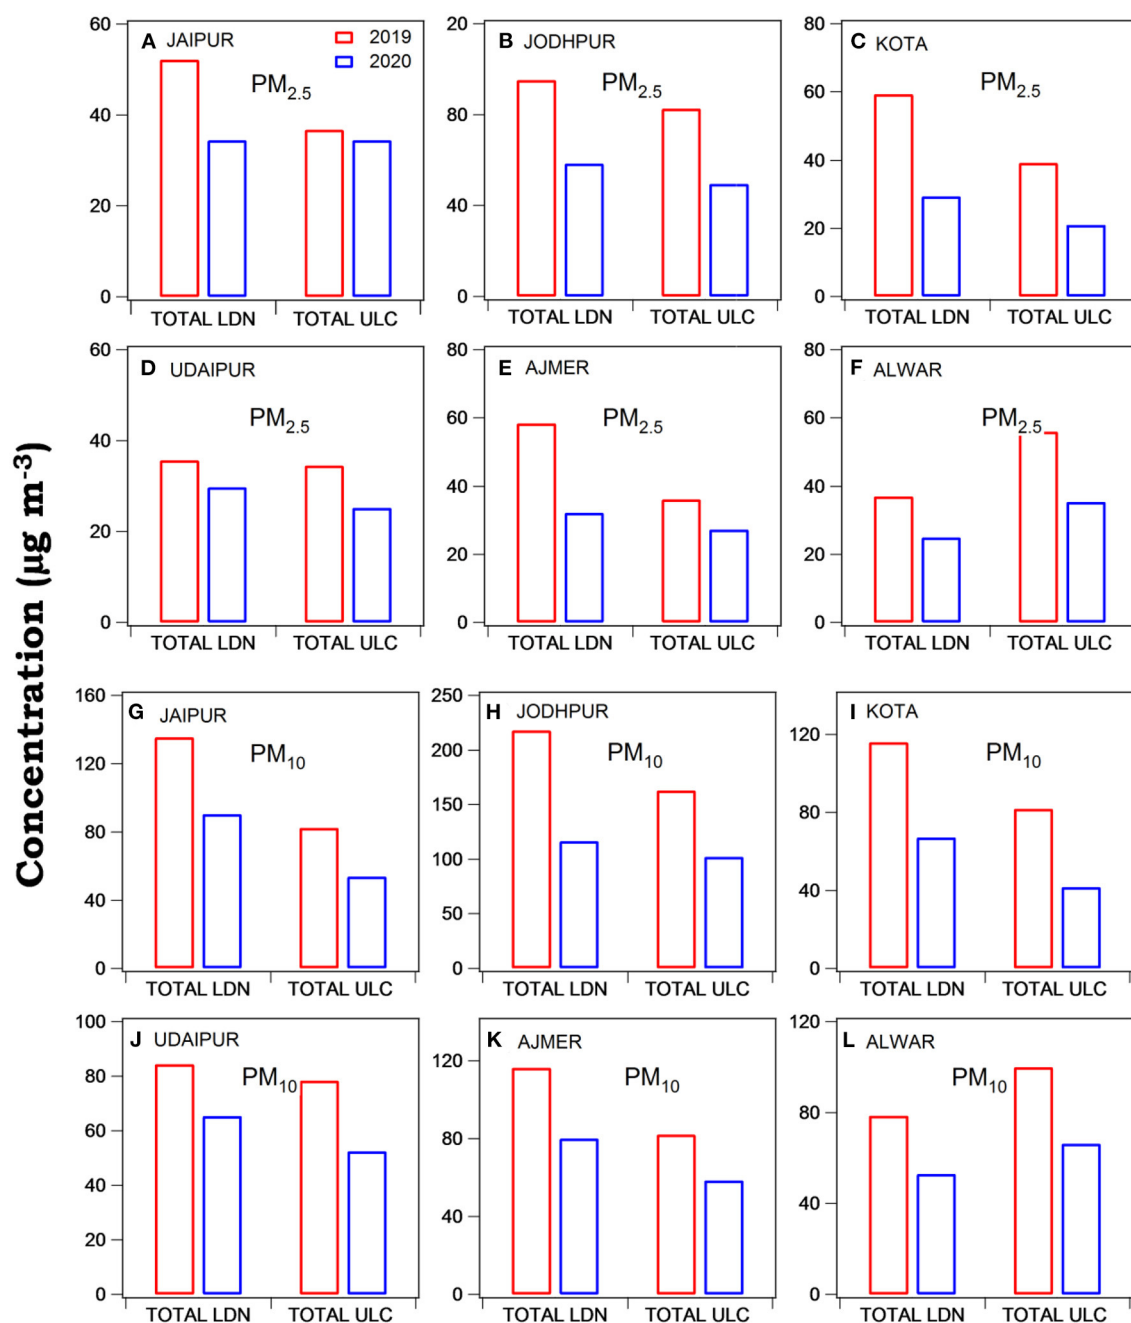 Concentration (µg m-3)
A JAIPUR
2019
2020
PM2.5
60
40
20
0
TOTAL LDN TOTAL ULC
B JODHPUR
PM2.5
20
80
40
0
TOTAL LDN TOTAL ULC
C KOTA
PM2.5
80
60
40
20
0
TOTAL LDN TOTAL ULC
D UDAIPUR
PM2.5
60
40
20
0
TOTAL LDN TOTAL ULC
E AJMER
PM2.5
80
60
40
20
0
TOTAL LDN TOTAL ULC
F ALWAR
PM2.5
80
60
40
20
0
TOTAL LDN TOTAL ULC
G JAIPUR
PM10
160
120
80
40
0
TOTAL LDN TOTAL ULC
H JODHPUR
PM10
250
200
150
100
50
0
TOTAL LDN TOTAL ULC
I KOTA
PM10
120
80
40
0
TOTAL LDN TOTAL ULC
J UDAIPUR
PM10
100
80
60
40
20
0
TOTAL LDN TOTAL ULC
K AJMER
PM10
120
80
40
0
TOTAL LDN TOTAL ULC
L ALWAR
PM10
120
80
40
0
TOTAL LDN TOTAL ULC